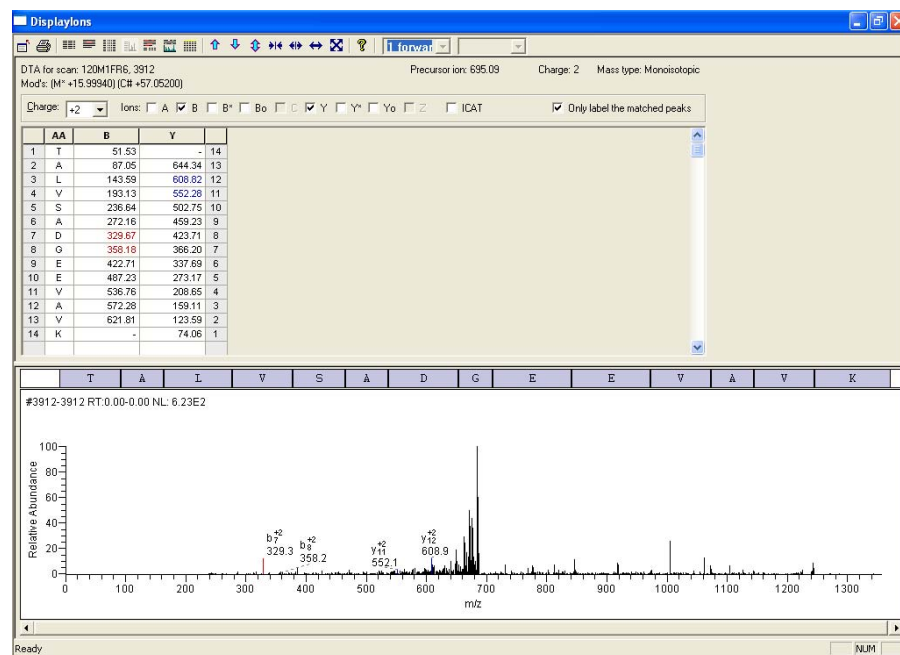 DisplayIons
1 forwar
DTA for scan: 120M1FR6, 3912 Precursor ion: 695.09 Charge: 2 Mass type: Monoisotopic
Mod's: (M* +15.99940) (C# +57.05200)
Charge: +2 Ions: A B B* Bo C Y Y* Yo Z ICAT Only label the matched peaks
AA B Y
1 T 51.53 - 14
2 A 87.05 644.34 13
3 L 143.59 608.82 12
4 V 193.13 552.28 11
5 S 236.64 502.75 10
6 A 272.16 459.23 9
7 D 329.67 423.71 8
8 G 358.18 366.20 7
9 E 422.71 337.69 6
10 E 487.23 273.17 5
11 V 536.76 208.65 4
12 A 572.28 159.11 3
13 V 621.81 123.59 2
14 K - 74.06 1
T A L V S A D G E E V A V K
#3912-3912 RT:0.00-0.00 NL: 6.23E2
100
80
60
40
20
0
Relative Abundance
b7+2
329.3
b8+2
358.2
y11+2
552.1
y12+2
608.9
0 100 200 300 400 500 600 700 800 900 1000 1100 1200 1300
m/z
Ready NUM